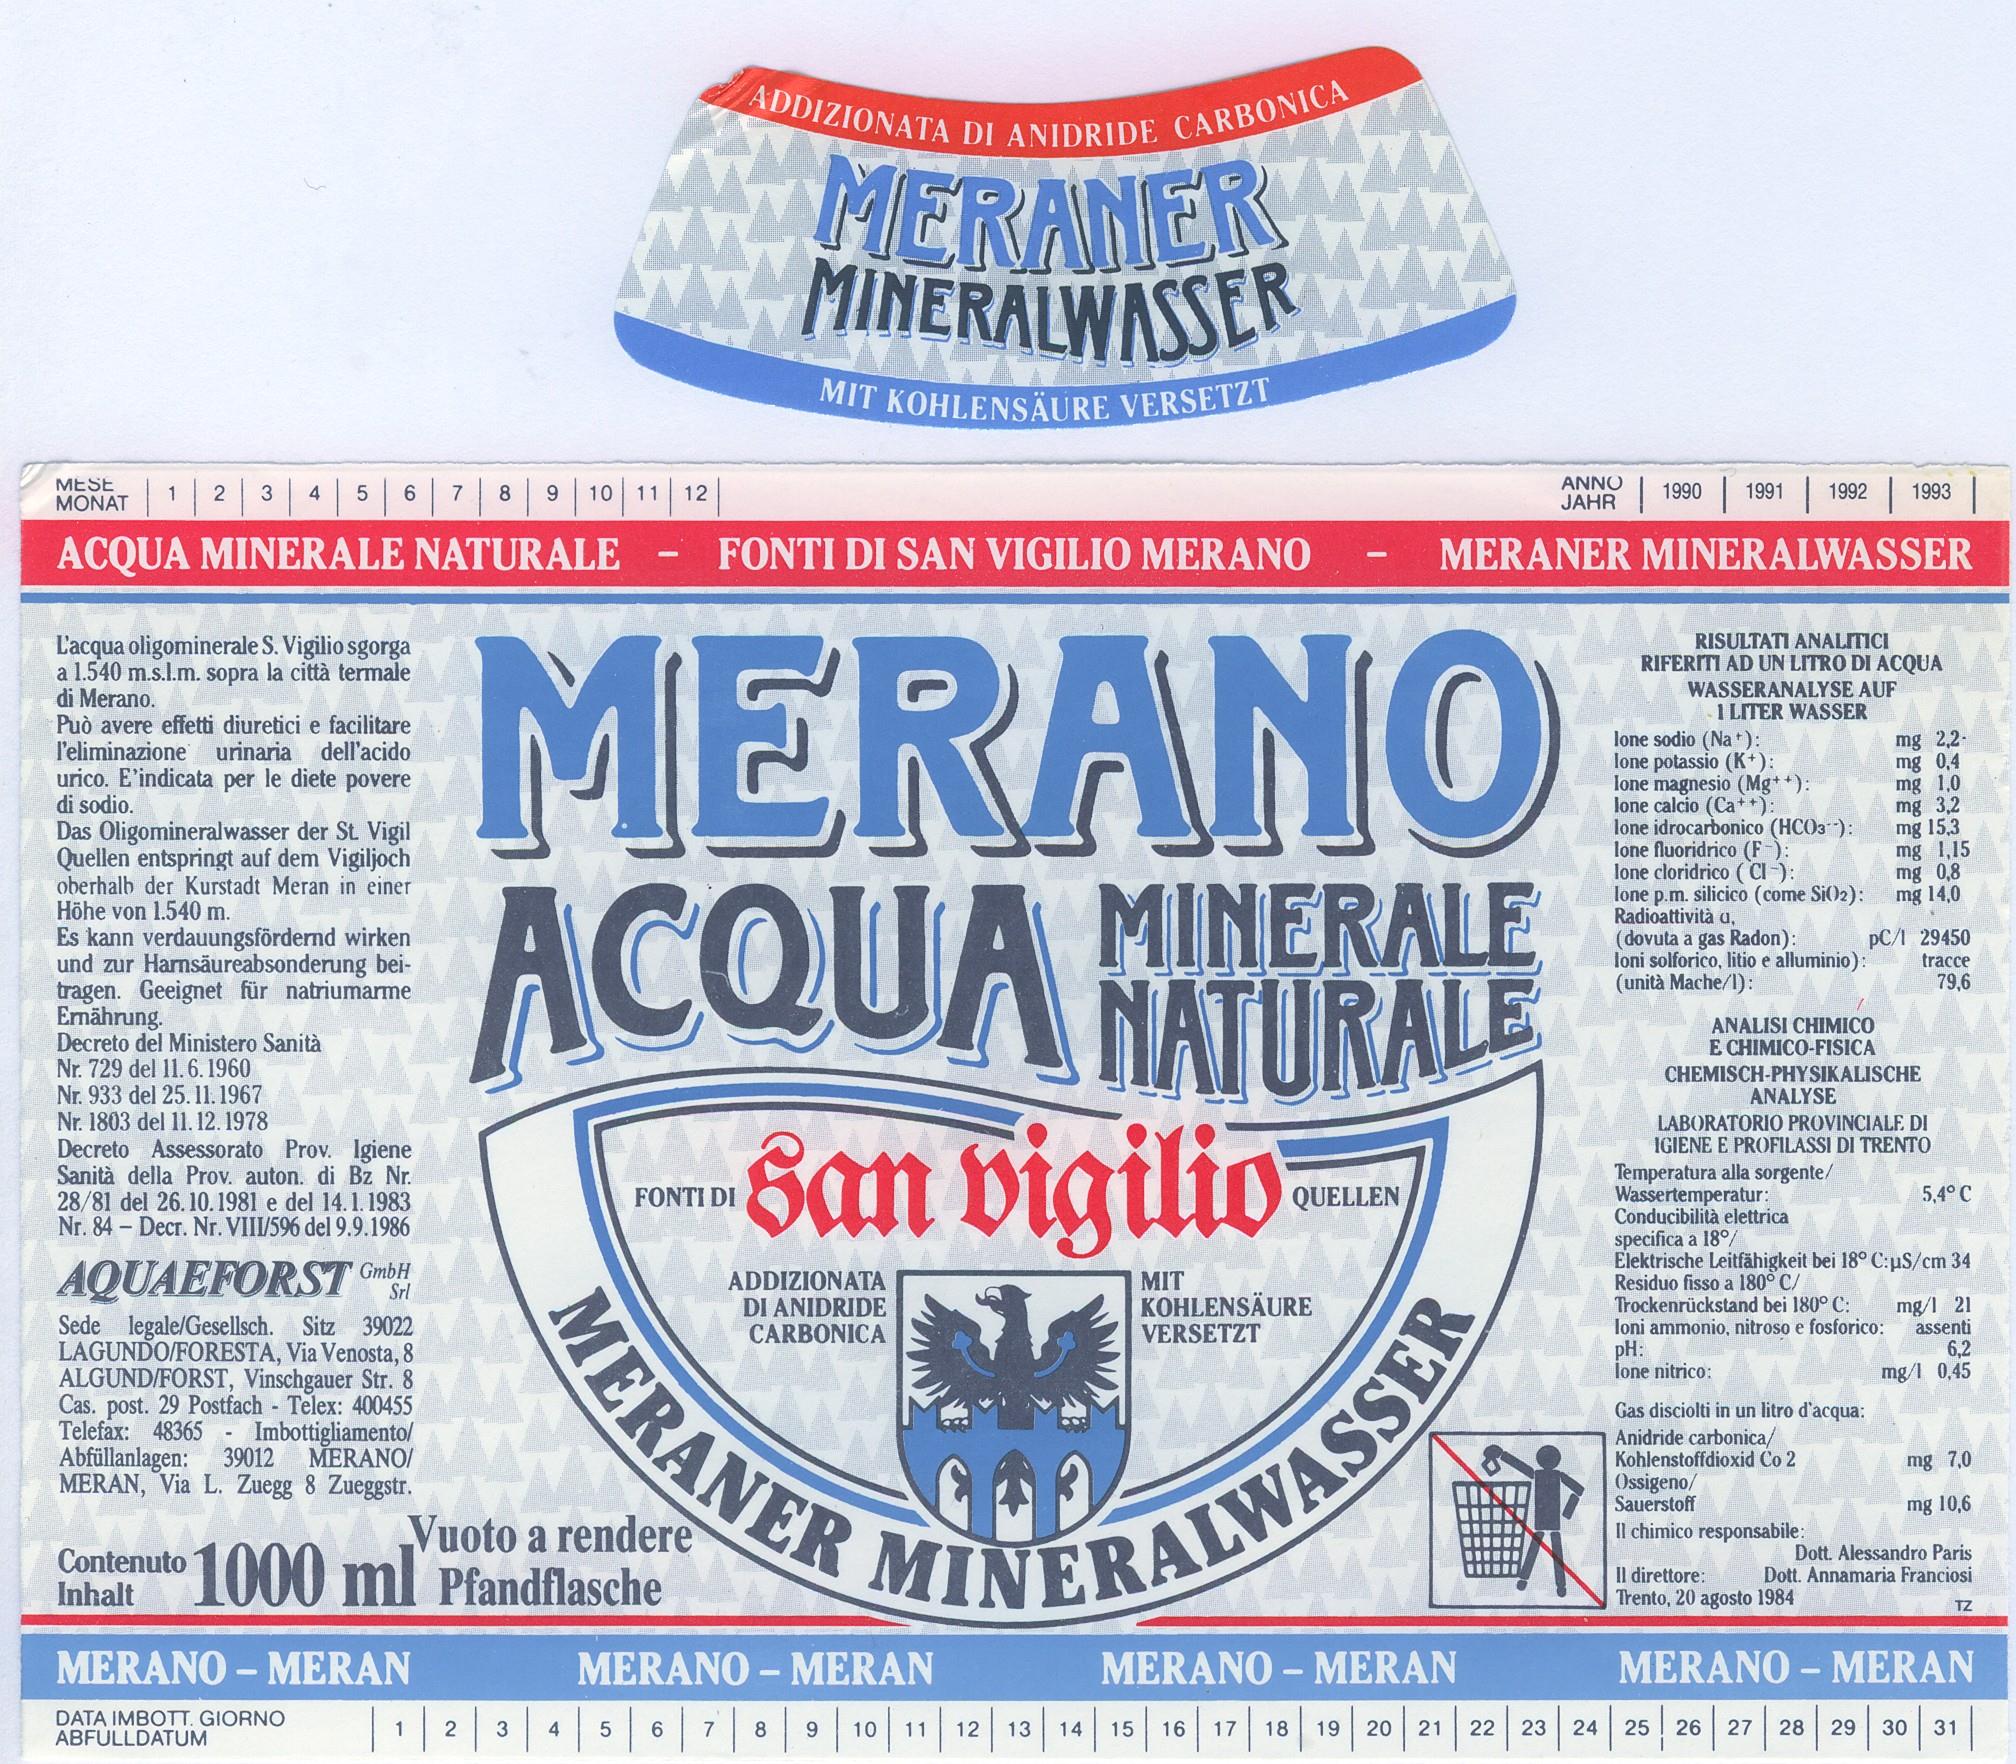 ADDIZIONATA DI ANIDRIDE CARBONICA
MERANER
MINERALWASSER
MIT KOHLENSÄURE VERSETZT
MESE
MONAT
1 2 3 4 5 6 7 8 9 10 11 12
ANNO
JAHR
1990 1991 1992 1993
ACQUA MINERALE NATURALE – FONTI DI SAN VIGILIO MERANO – MERANER MINERALWASSER
L'acqua oligominerale S. Vigilio sgorga
a 1.540 m.s.l.m. sopra la città termale
di Merano.
Può avere effetti diuretici e facilitare
l'eliminazione urinaria dell'acido
urico. E'indicata per le diete povere
di sodio.
Das Oligomineralwasser der St. Vigil
Quellen entspringt auf dem Vigiljoch
oberhalb der Kurstadt Meran in einer
Höhe von 1.540 m.
Es kann verdauungsfördernd wirken
und zur Harnsäureabsonderung bei-
tragen. Geeignet für natriumarme
Ernährung.
Decreto del Ministero Sanità
Nr. 729 del 11.6.1960
Nr. 933 del 25.11.1967
Nr. 1803 del 11.12.1978
Decreto Assessorato Prov. Igiene
Sanità della Prov. auton. di Bz Nr.
28/81 del 26.10.1981 e del 14.1.1983
Nr. 84 – Decr. Nr. VIII/596 del 9.9.1986
AQUAEFORST GmbH
Srl
Sede legale/Gesellsch. Sitz 39022
LAGUNDO/FORESTA, Via Venosta, 8
ALGUND/FORST, Vinschgauer Str. 8
Cas. post. 29 Postfach - Telex: 400455
Telefax: 48365 - Imbottigliamento/
Abfüllanlagen: 39012 MERANO/
MERAN, Via L. Zuegg 8 Zueggstr.
Contenuto
Inhalt
1000 ml
Vuoto a rendere
Pfandflasche
MERANO
ACQUA
MINERALE
NATURALE
FONTI DI san vigilio QUELLEN
ADDIZIONATA
DI ANIDRIDE
CARBONICA
MIT
KOHLENSÄURE
VERSETZT
MERANER MINERALWASSER
RISULTATI ANALITICI
RIFERITI AD UN LITRO DI ACQUA
WASSERANALYSE AUF
1 LITER WASSER
Ione sodio (Na⁺): mg 2,2
Ione potassio (K⁺): mg 0,4
Ione magnesio (Mg⁺⁺): mg 1,0
Ione calcio (Ca⁺⁺): mg 3,2
Ione idrocarbonico (HCO₃⁻⁻): mg 15,3
Ione fluoridrico (F⁻): mg 1,15
Ione cloridrico (Cl⁻): mg 0,8
Ione p.m. silicico (come SiO₂): mg 14,0
Radioattività α,
(dovuta a gas Radon): pC/l 29450
Ioni solforico, litio e alluminio): tracce
(unità Mache/l): 79,6
ANALISI CHIMICO
E CHIMICO-FISICA
CHEMISCH-PHYSIKALISCHE
ANALYSE
LABORATORIO PROVINCIALE DI
IGIENE E PROFILASSI DI TRENTO
Temperatura alla sorgente/
Wassertemperatur: 5,4° C
Conducibilità elettrica
specifica a 18°/
Elektrische Leitfähigkeit bei 18° C:µS/cm 34
Residuo fisso a 180° C/
Trockenrückstand bei 180° C: mg/l 21
Ioni ammonio, nitroso e fosforico: assenti
pH: 6,2
Ione nitrico: mg/l 0,45
Gas disciolti in un litro d'acqua:
Anidride carbonica/
Kohlenstoffdioxid Co 2 mg 7,0
Ossigeno/
Sauerstoff mg 10,6
Il chimico responsabile:
Dott. Alessandro Paris
Il direttore: Dott. Annamaria Franciosi
Trento, 20 agosto 1984
TZ
MERANO – MERAN MERANO – MERAN MERANO – MERAN MERANO – MERAN
DATA IMBOTT. GIORNO
ABFULLDATUM
1 2 3 4 5 6 7 8 9 10 11 12 13 14 15 16 17 18 19 20 21 22 23 24 25 26 27 28 29 30 31